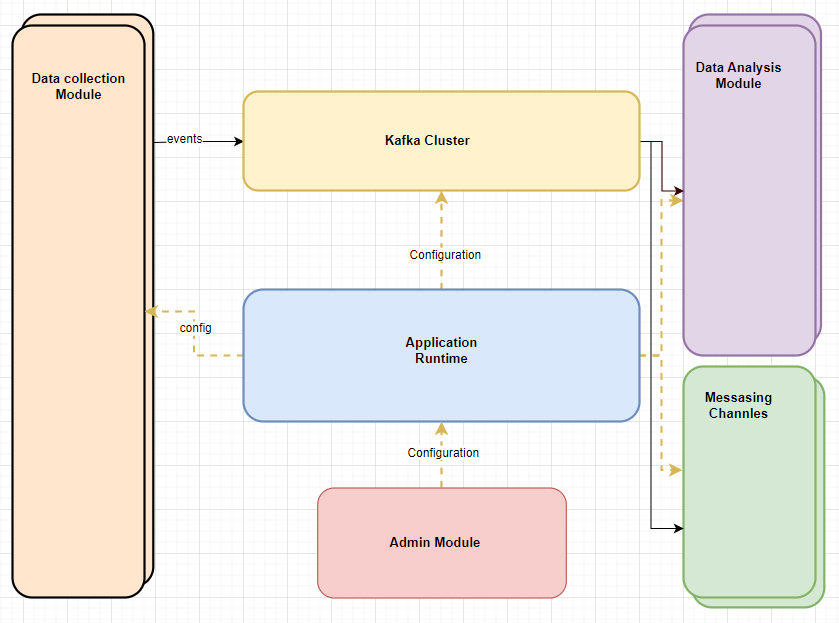 Data collection
Module
Data Analysis
Module
events
Kafka Cluster
Configuration
config
Application
Runtime
Messasing
Channles
Configuration
Admin Module